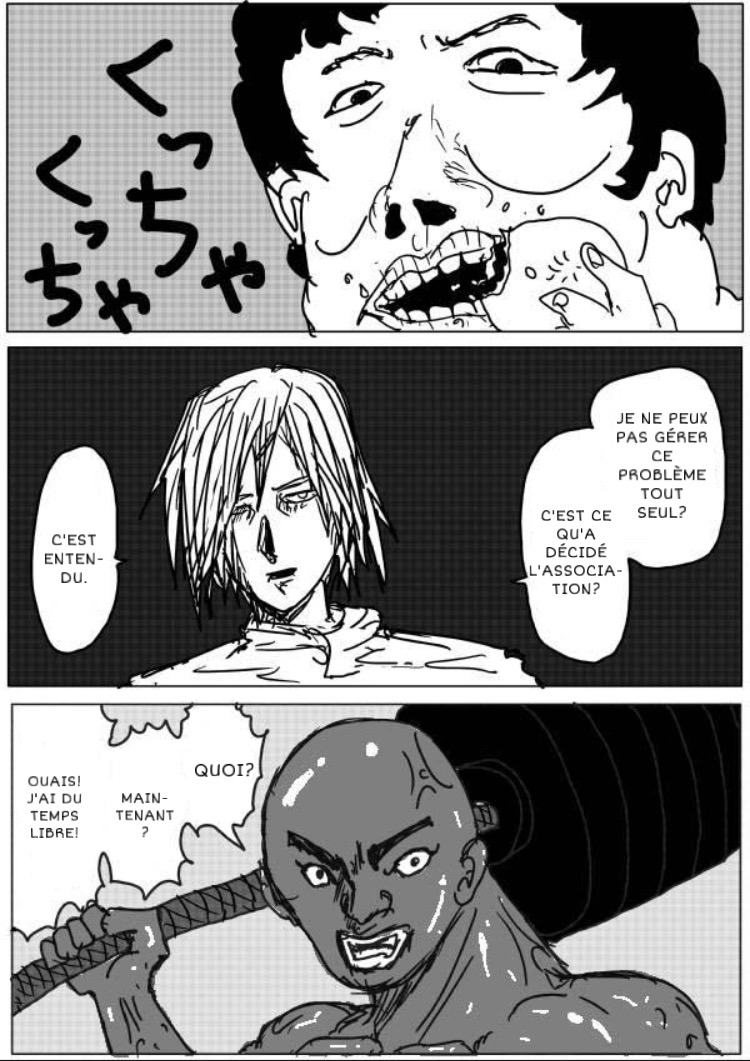 くっちゃ
くっちゃ
JE NE PEUX
PAS GÉRER
CE
PROBLÈME
TOUT
SEUL?
C'EST CE
QU'A
DÉCIDÉ
L'ASSOCIA-
TION?
C'EST
ENTEN-
DU.
QUOI?
MAIN-
TENANT
?
OUAIS!
J'AI DU
TEMPS
LIBRE!